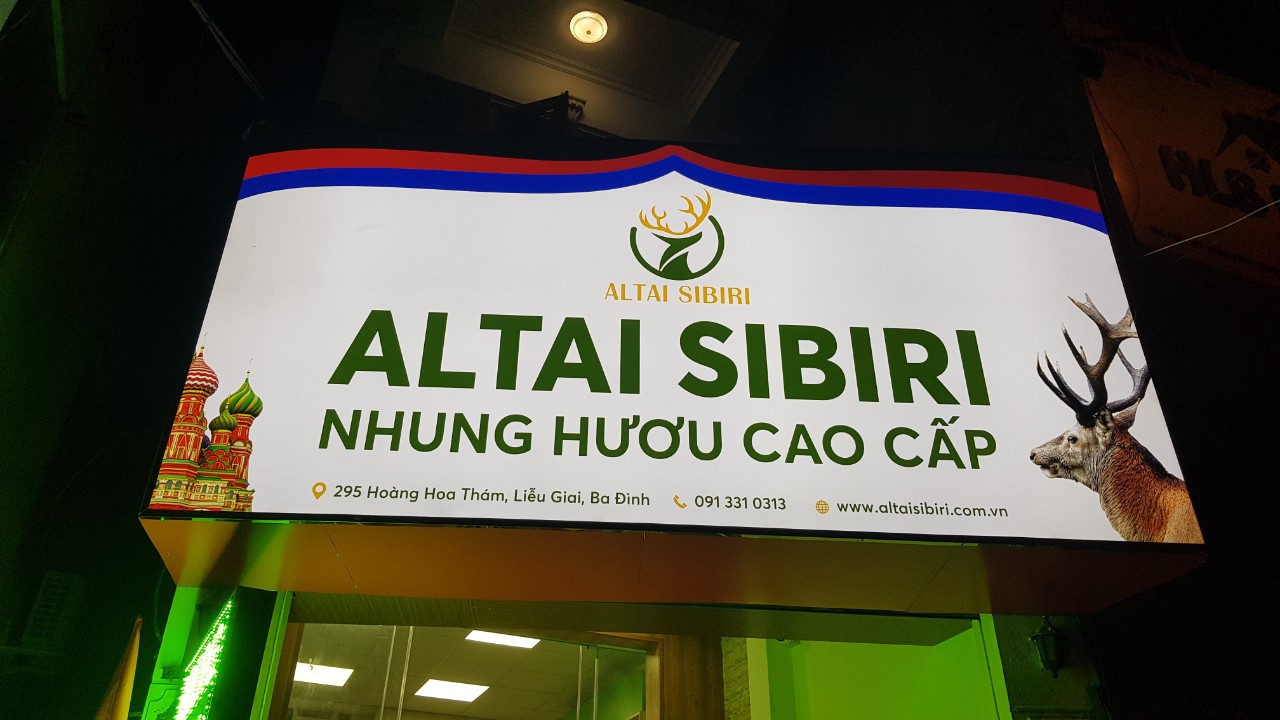 ALTAI SIBIRI
ALTAI SIBIRI
NHUNG HƯƠU CAO CẤP
295 Hoàng Hoa Thám, Liễu Giai, Ba Đình 091 331 0313 www.altaisibiri.com.vn